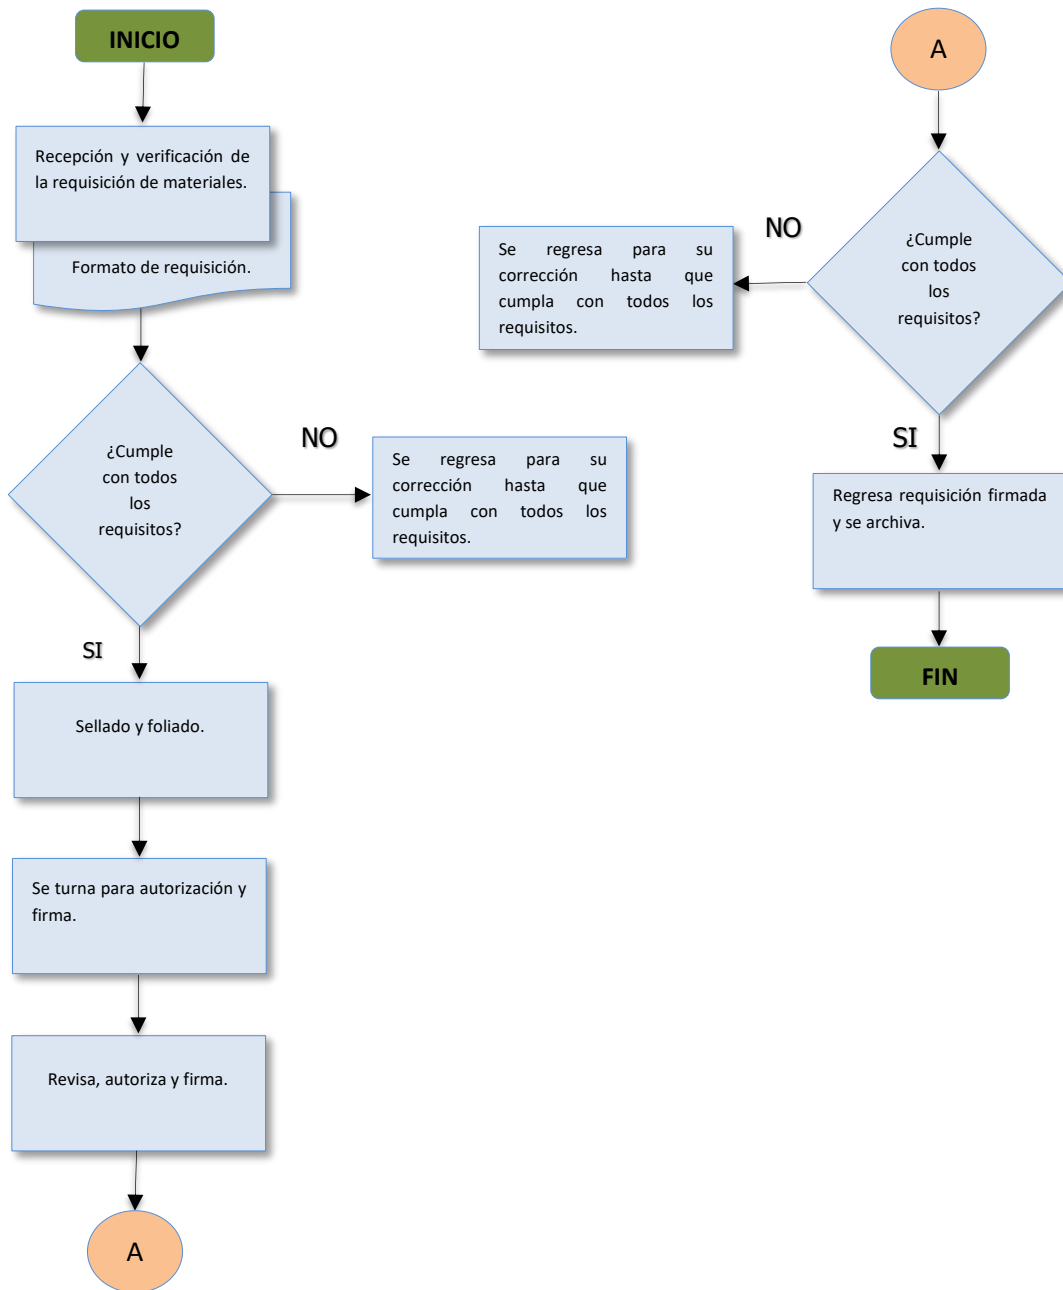 INICIO
Recepción y verificación de
la requisición de materiales.
Formato de requisición.
¿Cumple
con todos
los
requisitos?
NO
Se regresa para su
corrección hasta que
cumpla con todos los
requisitos.
SI
Sellado y foliado.
Se turna para autorización y
firma.
Revisa, autoriza y firma.
A
A
¿Cumple
con todos
los
requisitos?
NO
Se regresa para su
corrección hasta que
cumpla con todos los
requisitos.
SI
Regresa requisición firmada
y se archiva.
FIN